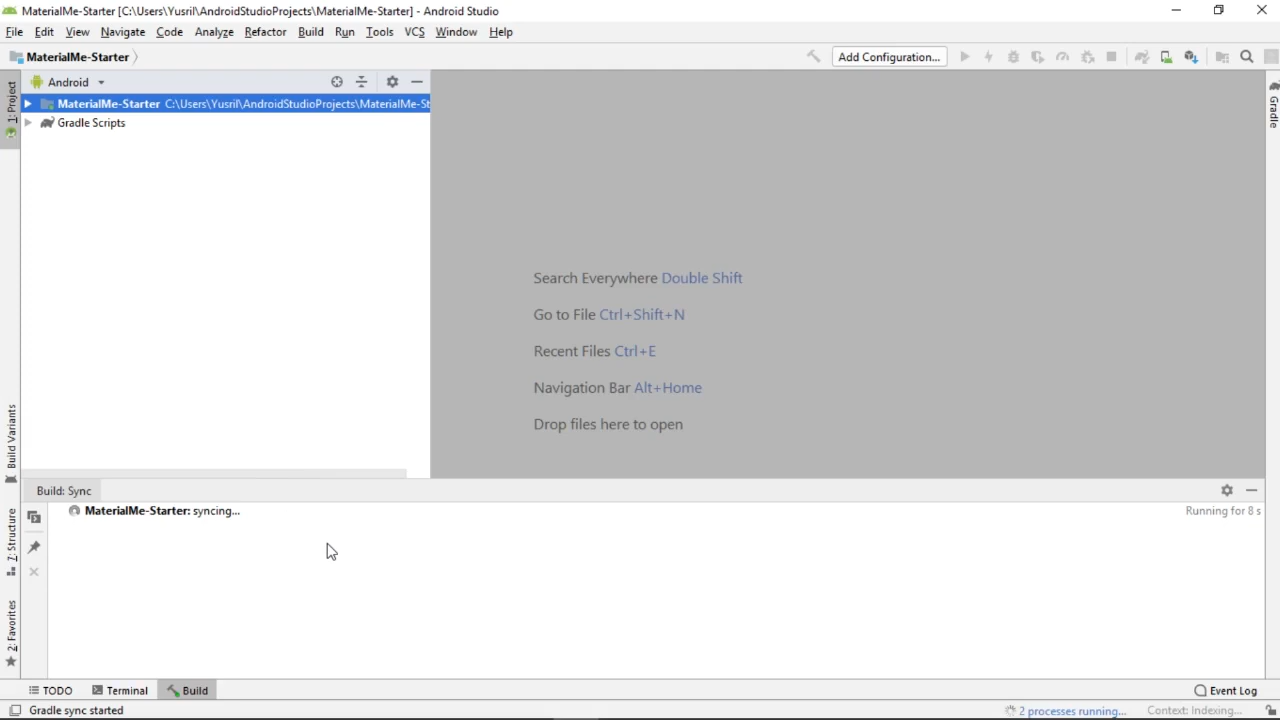 MaterialMe-Starter [C:\Users\Yusril\AndroidStudioProjects\MaterialMe-Starter] - Android Studio
File Edit View Navigate Code Analyze Refactor Build Run Tools VCS Window Help
MaterialMe-Starter
Add Configuration...
Android
1: Project
MaterialMe-Starter C:\Users\Yusril\AndroidStudioProjects\MaterialMe-St
Gradle Scripts
Gradle
Search Everywhere Double Shift
Go to File Ctrl+Shift+N
Recent Files Ctrl+E
Navigation Bar Alt+Home
Drop files here to open
Build Variants
Build: Sync
MaterialMe-Starter: syncing...
Running for 8 s
Z: Structure
2: Favorites
TODO
Terminal
Build
Event Log
Gradle sync started
2 processes running...
Context: Indexing...